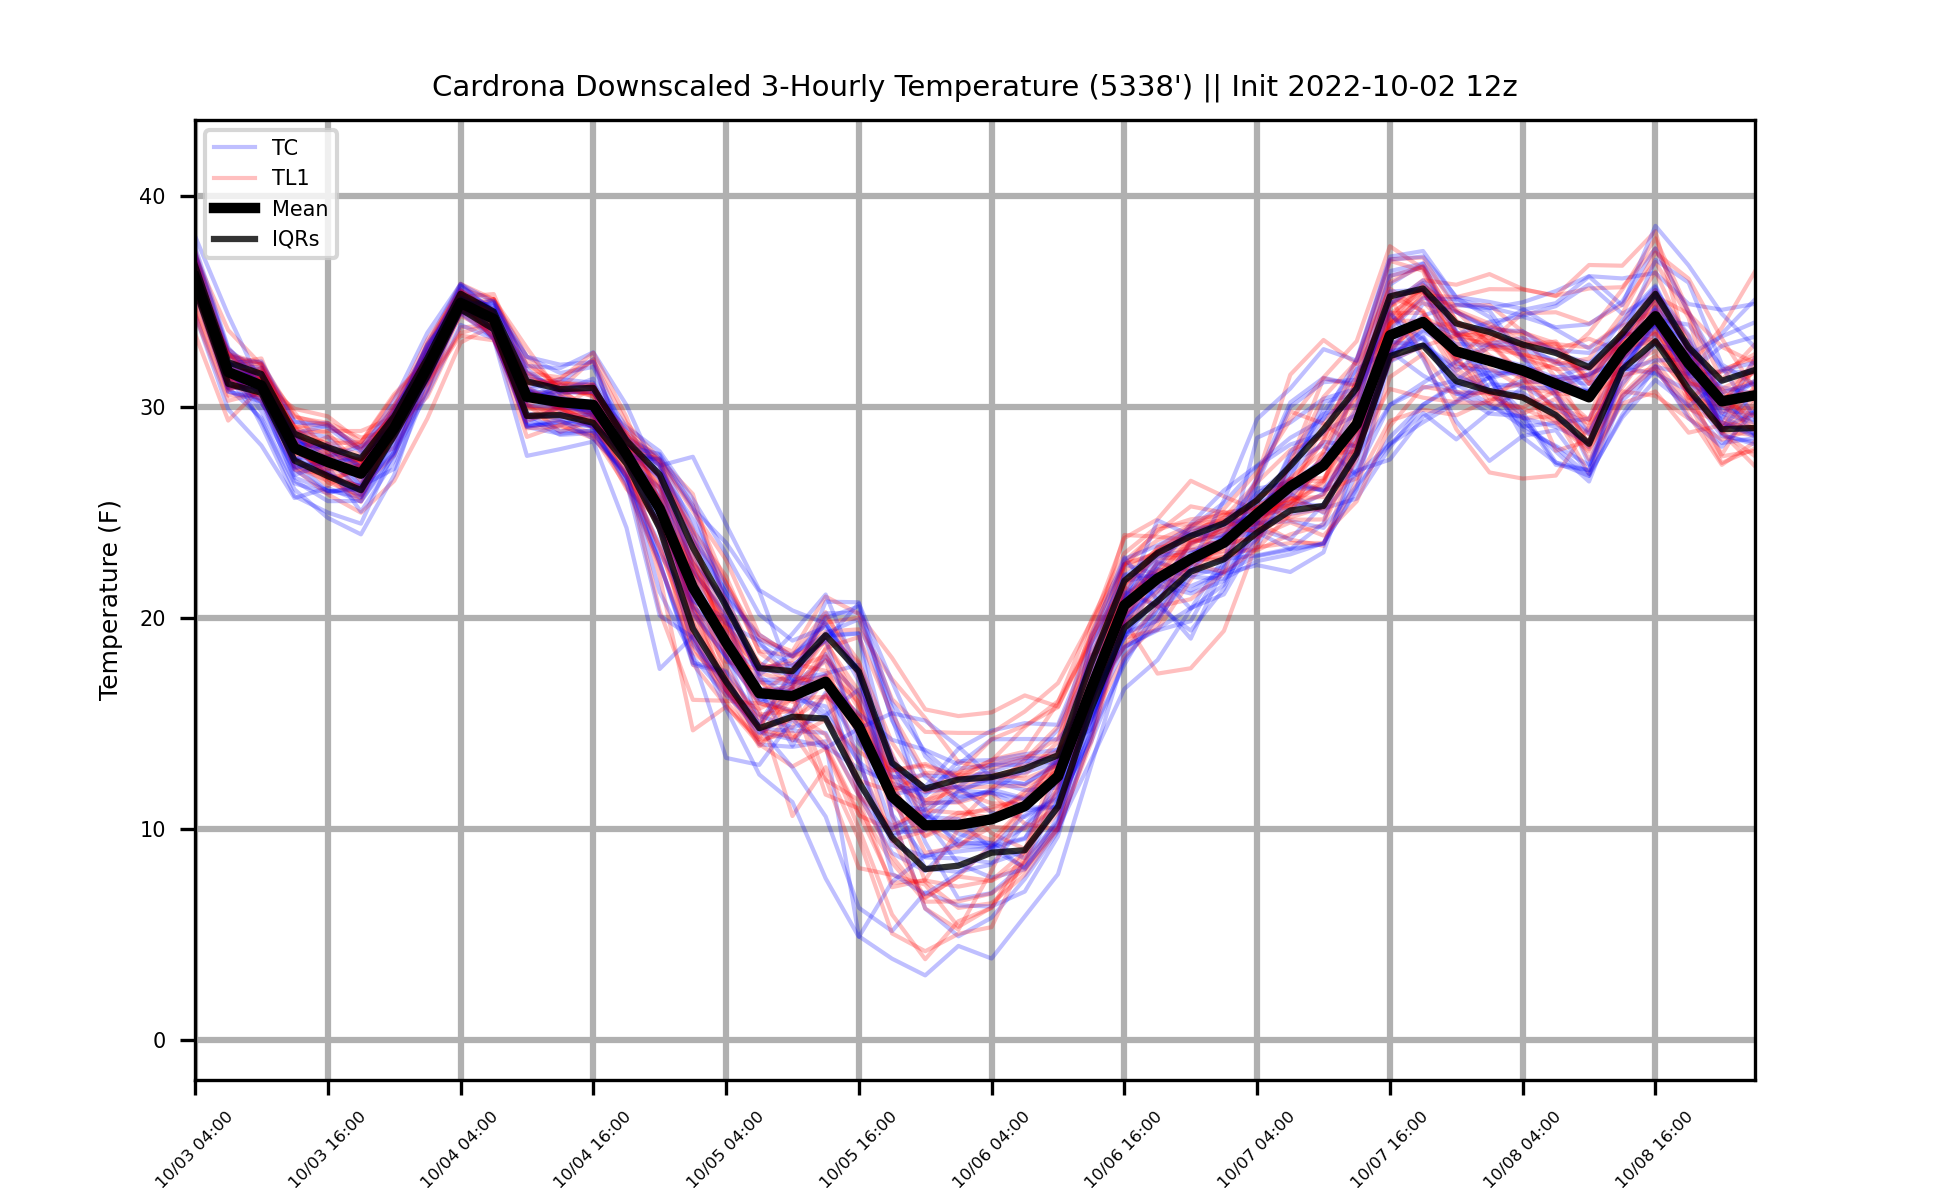 Cardrona Downscaled 3-Hourly Temperature (5338') || Init 2022-10-02 12z
TC
TL1
Mean
IQRs
Temperature (F)
40
30
20
10
0
10/03 04:00
10/03 16:00
10/04 04:00
10/04 16:00
10/05 04:00
10/05 16:00
10/06 04:00
10/06 16:00
10/07 04:00
10/07 16:00
10/08 04:00
10/08 16:00